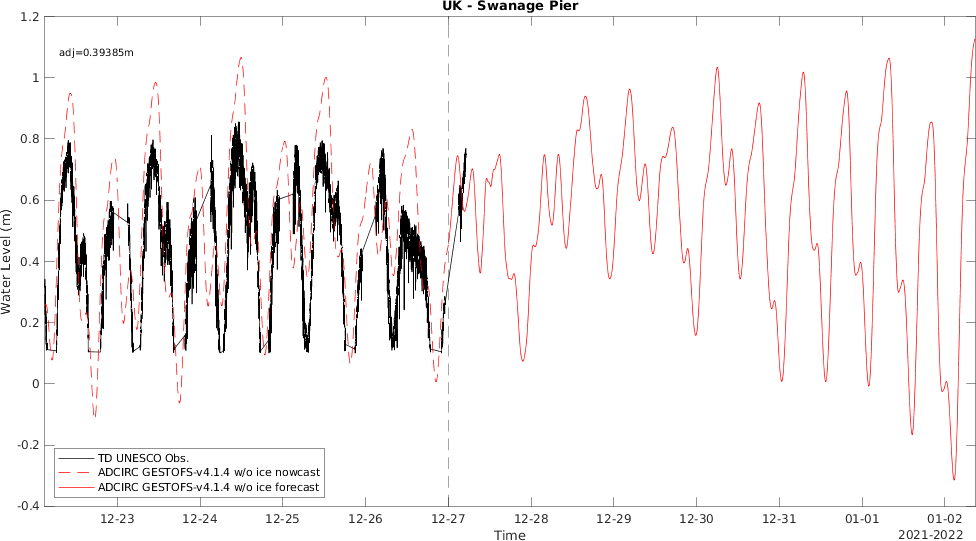 UK - Swanage Pier
adj=0.39385m
1.2
1
0.8
0.6
0.4
0.2
0
-0.2
-0.4
Water Level (m)
TD UNESCO Obs.
ADCIRC GESTOFS-v4.1.4 w/o ice nowcast
ADCIRC GESTOFS-v4.1.4 w/o ice forecast
12-23 12-24 12-25 12-26 12-27 12-28 12-29 12-30 12-31 01-01 01-02
Time
2021-2022